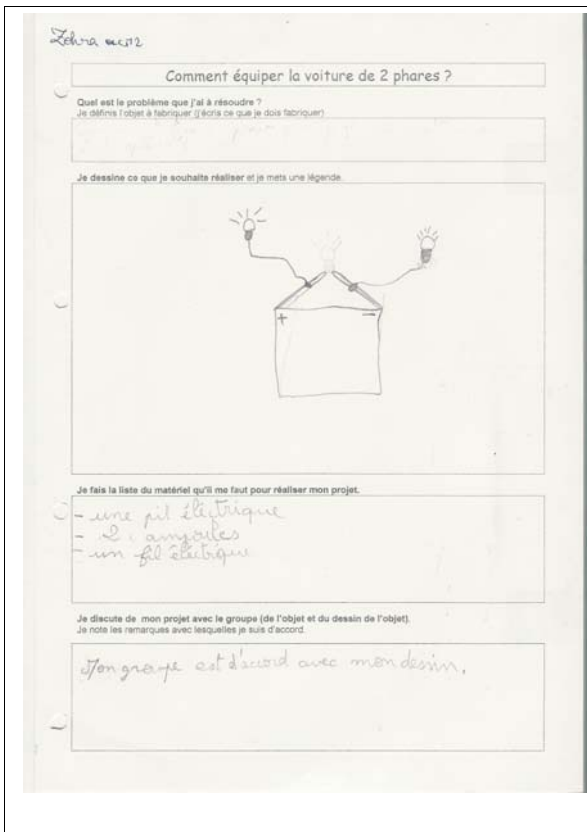 Zohra
Comment équiper la voiture de 2 phares ?
Quel est le problème que j'ai à résoudre ?
Je définis l'objet à fabriquer (j'écris ce que je dois fabriquer)
Je dessine ce que je souhaite réaliser et je mets une légende.
+ −
Je fais la liste du matériel qu'il me faut pour réaliser mon projet.
- une pil électrique
- 2 ampoules
- un fil électrique
Je discute de mon projet avec le groupe (de l'objet et du dessin de l'objet).
Je note les remarques avec lesquelles je suis d'accord.
Mon groupe est d'acord avec mon dessin.